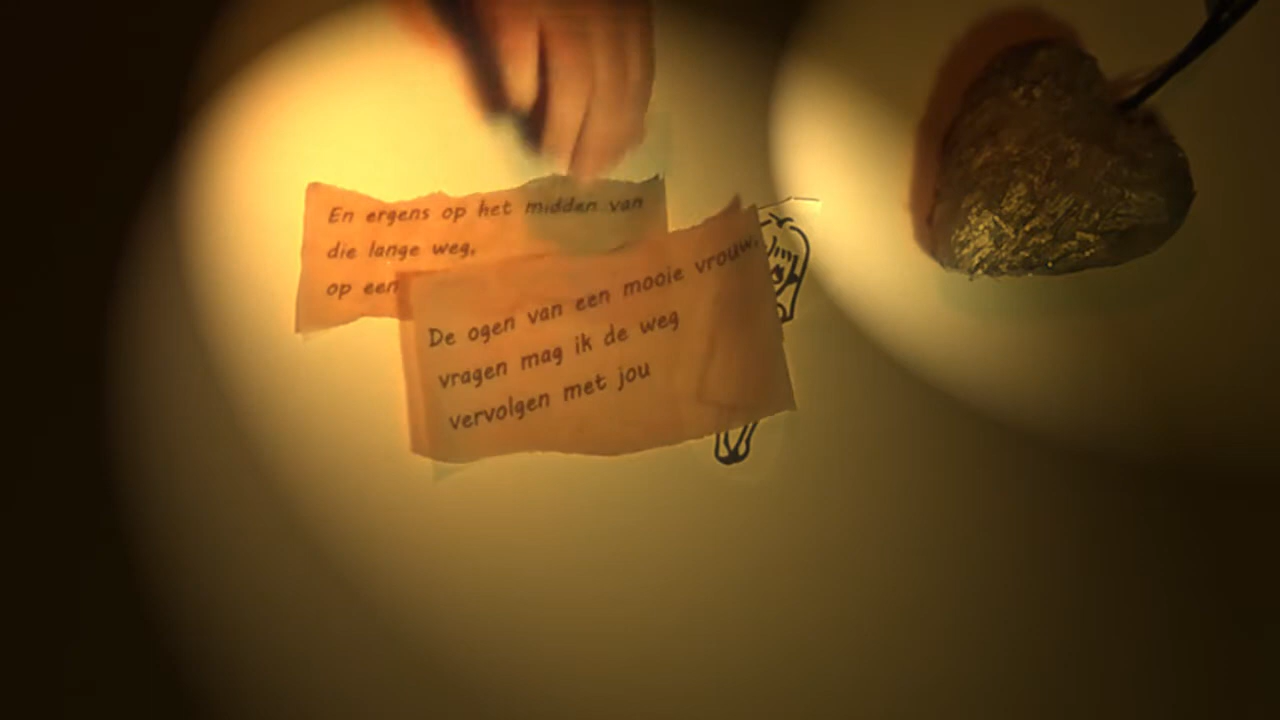 En ergens op het midden van
die lange weg,
op een
De ogen van een mooie vrouw,
vragen mag ik de weg
vervolgen met jou